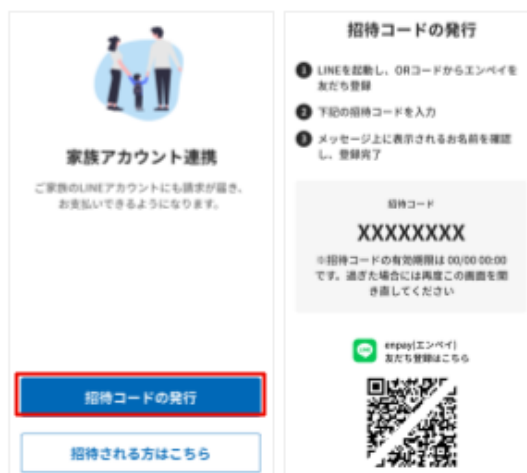 家族アカウント連携
ご家族のLINEアカウントにも請求が届き、
お支払いできるようになります。
招待コードの発行
招待される方はこちら
招待コードの発行
1 LINEを起動し、QRコードからエンペイを
友だち登録
2 下記の招待コードを入力
3 メッセージ上に表示されるお名前を確認
し、登録完了
招待コード
XXXXXXXX
※招待コードの有効期限は 00/00 00:00
です。過ぎた場合には再度この画面を開
き直してください
LINE
enpay(エンペイ)
友だち登録はこちら